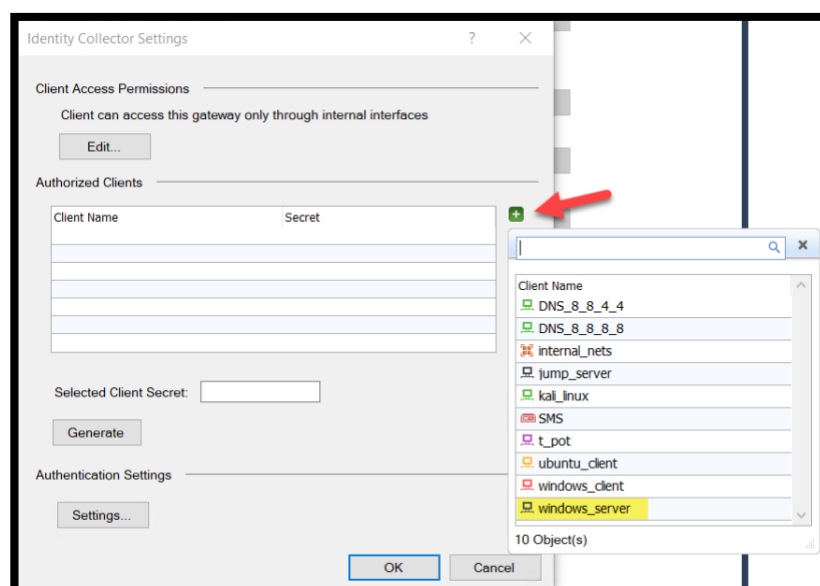 Identity Collector Settings ?
Client Access Permissions
Client can access this gateway only through internal interfaces
Edit...
Authorized Clients
Client Name Secret
Client Name
DNS_8_8_4_4
DNS_8_8_8_8
internal_nets
jump_server
kali_linux
SMS
t_pot
ubuntu_client
windows_client
windows_server
10 Object(s)
Selected Client Secret:
Generate
Authentication Settings
Settings...
OK Cancel